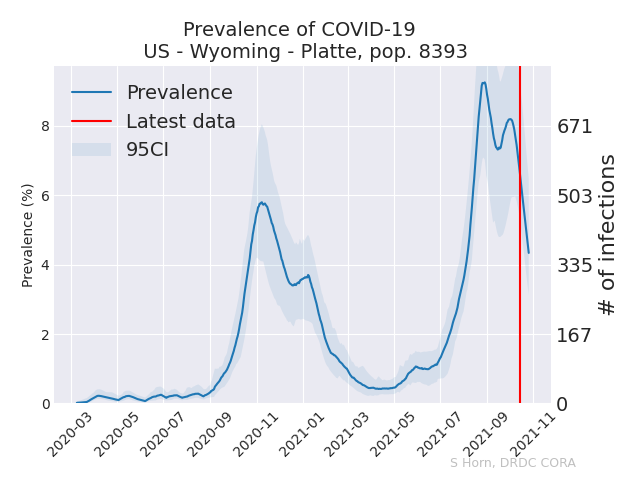 Prevalence of COVID-19
US - Wyoming - Platte, pop. 8393
Prevalence
Latest data
95CI
Prevalence (%)
8
6
4
2
0
671
503
335
167
0
# of infections
2020-03
2020-05
2020-07
2020-09
2020-11
2021-01
2021-03
2021-05
2021-07
2021-09
2021-11
S Horn, DRDC CORA